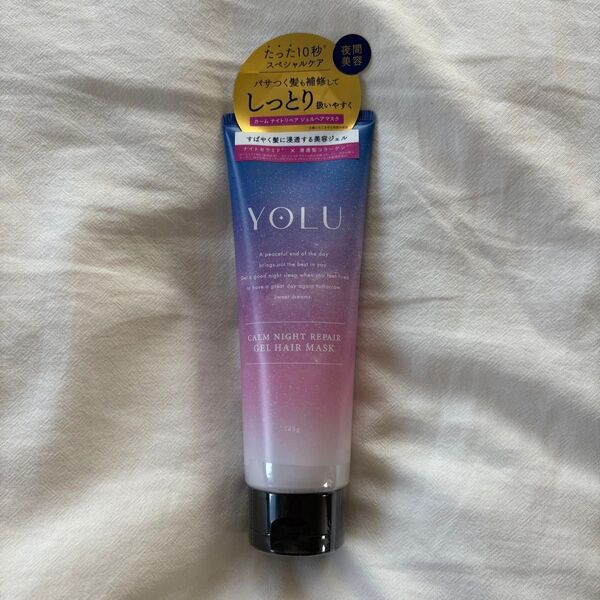 たった10秒
スペシャルケア
夜間
美容
パサつく髪も補修して
しっとり 扱いやすく
カーム ナイトリペア ジェルヘアマスク
すばやく髪に浸透する美容ジェル
ナイトセラミド × 浸透型コラーゲン
YOLU
A peaceful end of the day
brings out the best in you.
Get a good night sleep when you feel tired
to have a great day again tomorrow.
Sweet dreams.
CALM NIGHT REPAIR
GEL HAIR MASK
145g